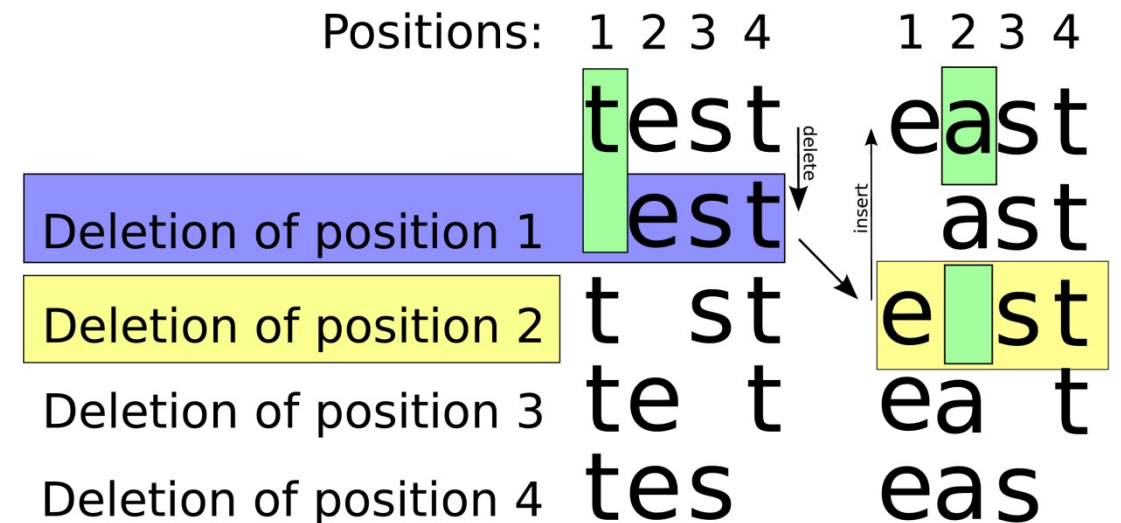 Positions: 1 2 3 4 1 2 3 4
test east
delete
Deletion of position 1 est ast
insert
Deletion of position 2 t st e st
Deletion of position 3 te t ea t
Deletion of position 4 tes eas